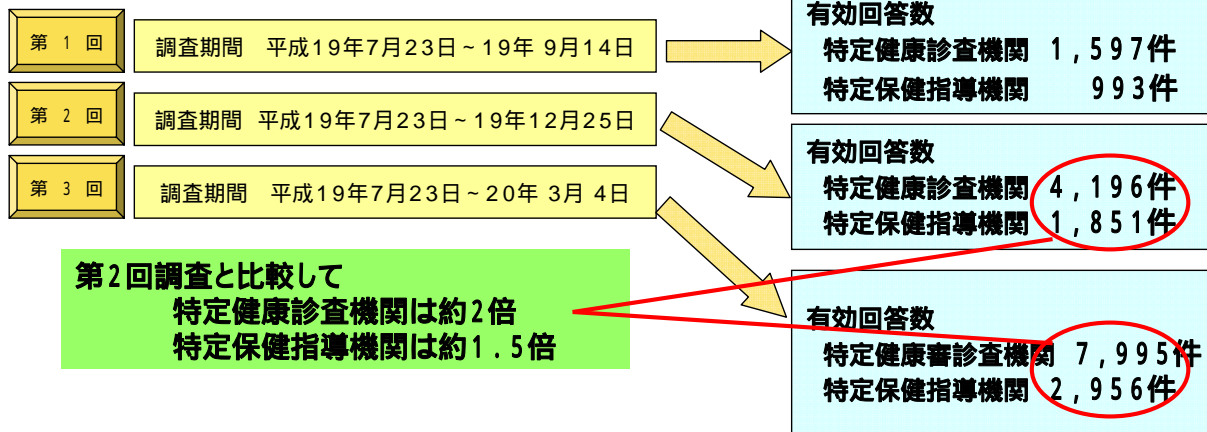 第 1 回
調査期間 平成19年7月23日~19年 9月14日
有効回答数
特定健康診査機関 1,597件
特定保健指導機関 993件
第 2 回
調査期間 平成19年7月23日~19年12月25日
有効回答数
特定健康診査機関 4,196件
特定保健指導機関 1,851件
第 3 回
調査期間 平成19年7月23日~20年 3月 4日
有効回答数
特定健康審診査機関 7,995件
特定保健指導機関 2,956件
第2回調査と比較して
特定健康診査機関は約2倍
特定保健指導機関は約1.5倍